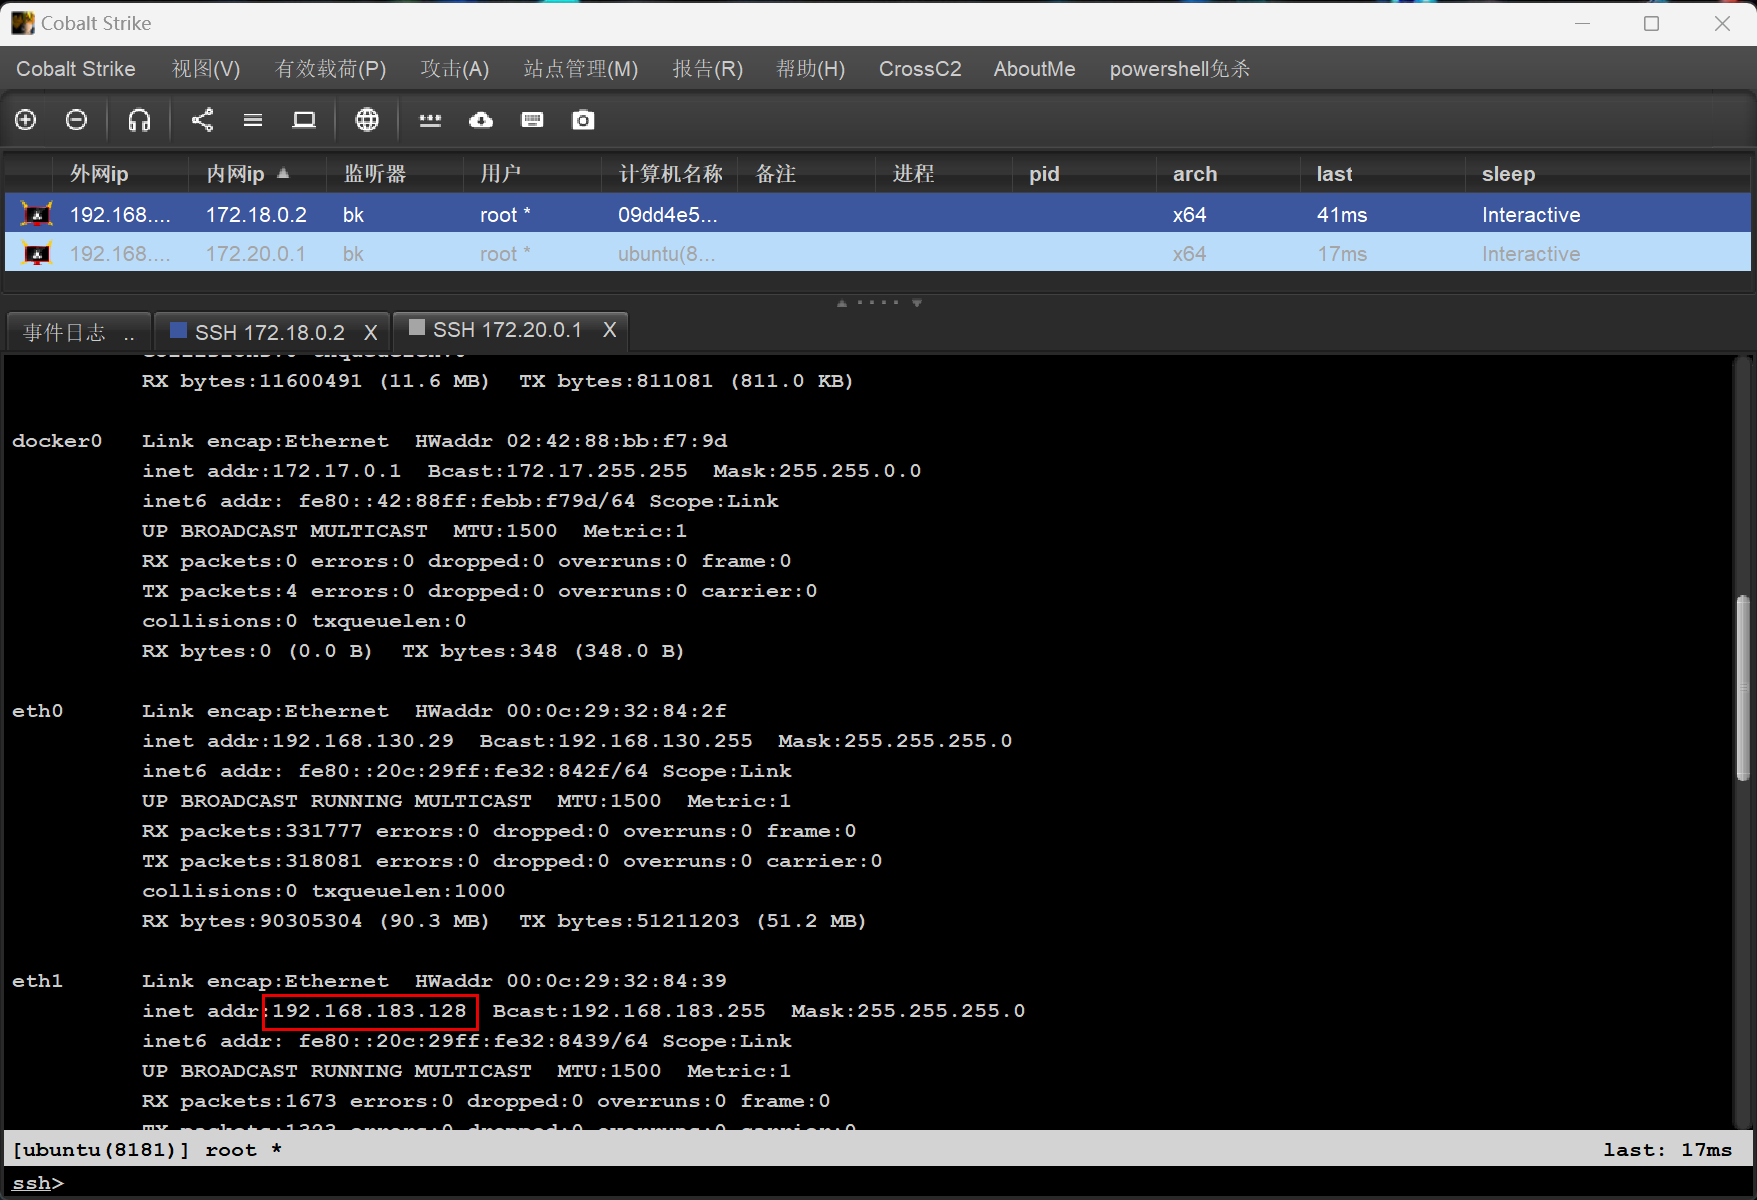 Cobalt Strike
Cobalt Strike 视图(V) 有效载荷(P) 攻击(A) 站点管理(M) 报告(R) 帮助(H) CrossC2 AboutMe powershell免杀
外网ip 内网ip ▲ 监听器 用户 计算机名称 备注 进程 pid arch last sleep
192.168.... 172.18.0.2 bk root * 09dd4e5... x64 41ms Interactive
192.168.... 172.20.0.1 bk root * ubuntu(8... x64 17ms Interactive
事件日志 .. SSH 172.18.0.2 X SSH 172.20.0.1 X
collisions:0 txqueuelen:0
RX bytes:11600491 (11.6 MB)  TX bytes:811081 (811.0 KB)
docker0   Link encap:Ethernet  HWaddr 02:42:88:bb:f7:9d
inet addr:172.17.0.1  Bcast:172.17.255.255  Mask:255.255.0.0
inet6 addr: fe80::42:88ff:febb:f79d/64 Scope:Link
UP BROADCAST MULTICAST  MTU:1500  Metric:1
RX packets:0 errors:0 dropped:0 overruns:0 frame:0
TX packets:4 errors:0 dropped:0 overruns:0 carrier:0
collisions:0 txqueuelen:0
RX bytes:0 (0.0 B)  TX bytes:348 (348.0 B)
eth0      Link encap:Ethernet  HWaddr 00:0c:29:32:84:2f
inet addr:192.168.130.29  Bcast:192.168.130.255  Mask:255.255.255.0
inet6 addr: fe80::20c:29ff:fe32:842f/64 Scope:Link
UP BROADCAST RUNNING MULTICAST  MTU:1500  Metric:1
RX packets:331777 errors:0 dropped:0 overruns:0 frame:0
TX packets:318081 errors:0 dropped:0 overruns:0 carrier:0
collisions:0 txqueuelen:1000
RX bytes:90305304 (90.3 MB)  TX bytes:51211203 (51.2 MB)
eth1      Link encap:Ethernet  HWaddr 00:0c:29:32:84:39
inet addr:192.168.183.128  Bcast:192.168.183.255  Mask:255.255.255.0
inet6 addr: fe80::20c:29ff:fe32:8439/64 Scope:Link
UP BROADCAST RUNNING MULTICAST  MTU:1500  Metric:1
RX packets:1673 errors:0 dropped:0 overruns:0 frame:0
TX packets:1323 errors:0 dropped:0 overruns:0 carrier:0
[ubuntu(8181)] root * last: 17ms
ssh>